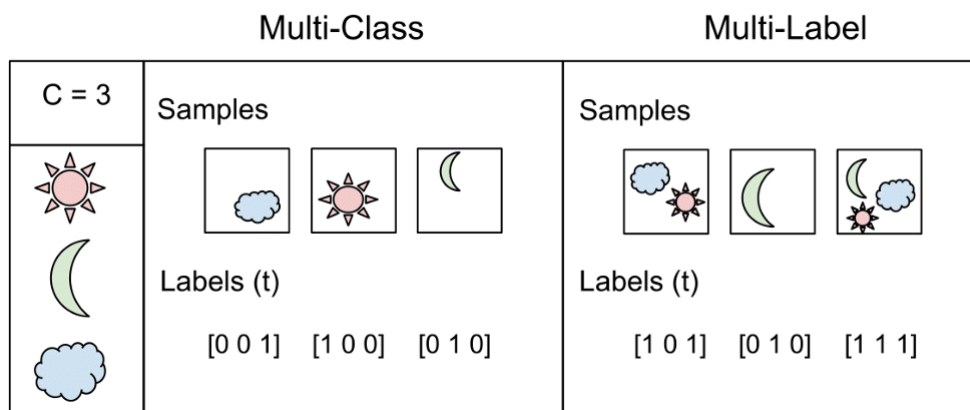 Multi-Class
Multi-Label
C = 3
Samples
Samples
Labels (t)
Labels (t)
[0 0 1] [1 0 0] [0 1 0]
[1 0 1] [0 1 0] [1 1 1]